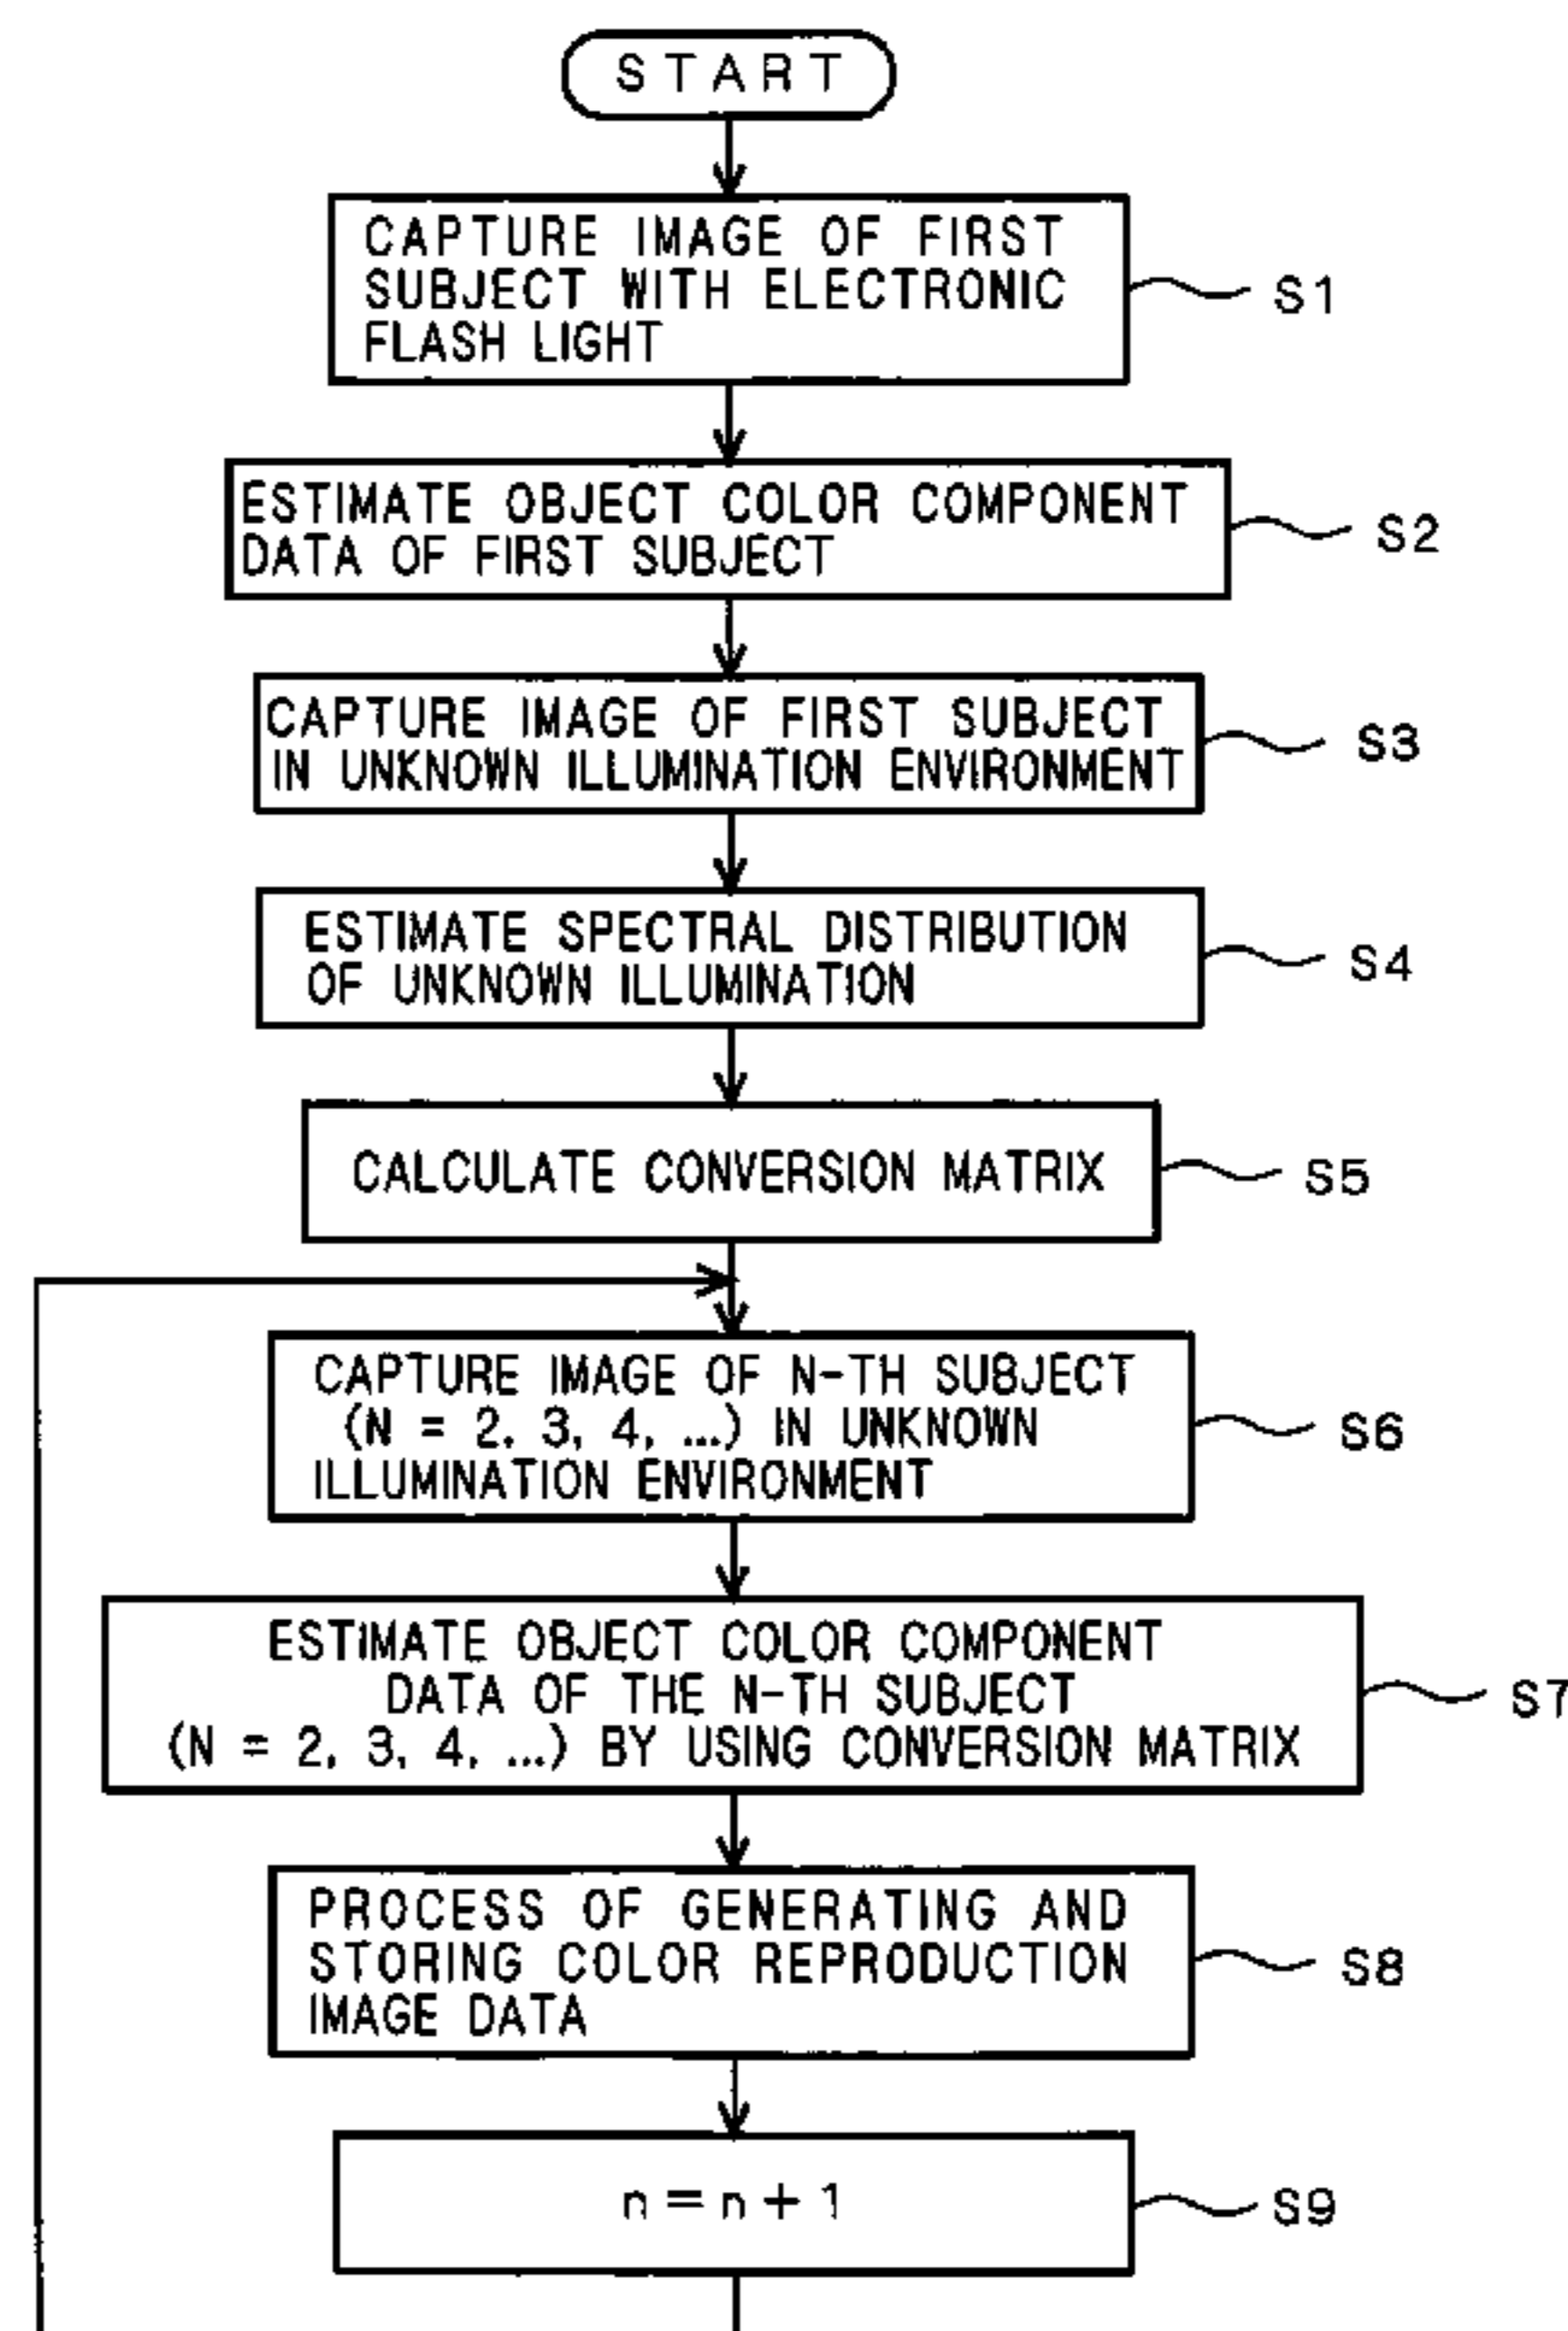 START
CAPTURE IMAGE OF FIRST
SUBJECT WITH ELECTRONIC
FLASH LIGHT
S1
ESTIMATE OBJECT COLOR COMPONENT
DATA OF FIRST SUBJECT
S2
CAPTURE IMAGE OF FIRST SUBJECT
IN UNKNOWN ILLUMINATION ENVIRONMENT
S3
ESTIMATE SPECTRAL DISTRIBUTION
OF UNKNOWN ILLUMINATION
S4
CALCULATE CONVERSION MATRIX
S5
CAPTURE IMAGE OF N-TH SUBJECT
(N = 2, 3, 4, ...) IN UNKNOWN
ILLUMINATION ENVIRONMENT
S6
ESTIMATE OBJECT COLOR COMPONENT
DATA OF THE N-TH SUBJECT
(N = 2, 3, 4, ...) BY USING CONVERSION MATRIX
S7
PROCESS OF GENERATING AND
STORING COLOR REPRODUCTION
IMAGE DATA
S8
n = n + 1
S9